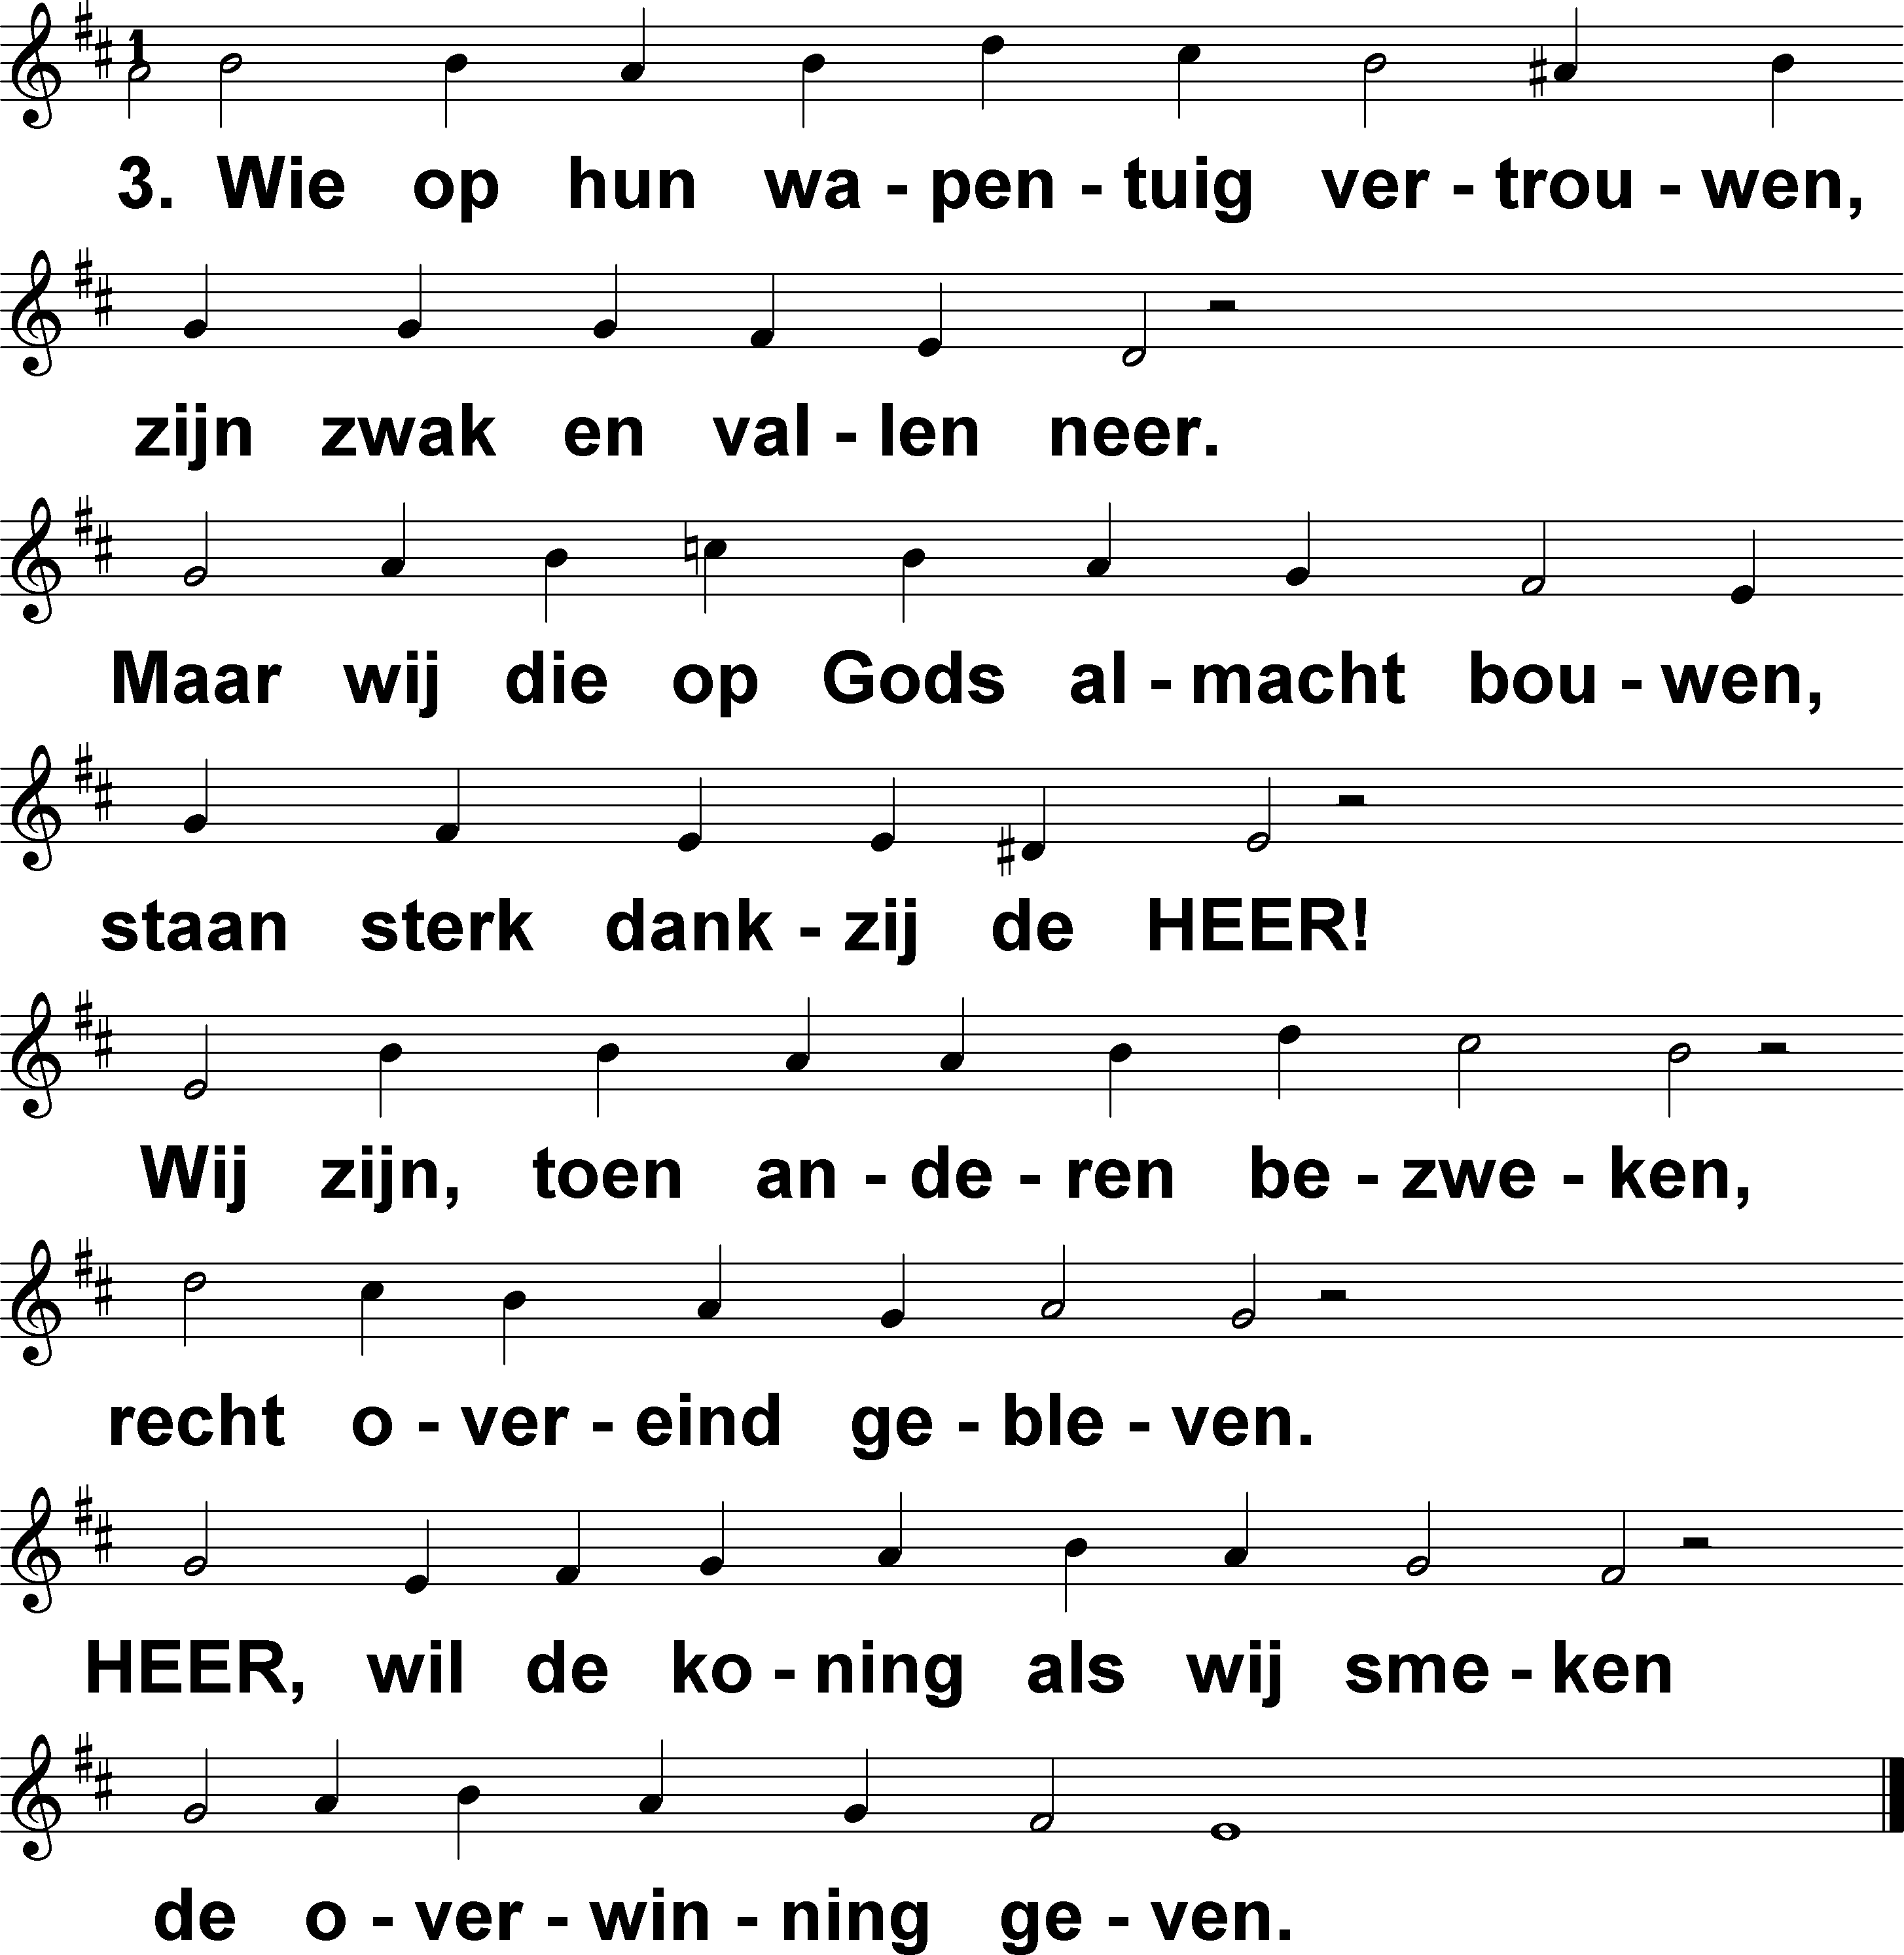 3. Wie op hun wa - pen - tuig ver - trou - wen,
zijn zwak en val - len neer.
Maar wij die op Gods al - macht bou - wen,
staan sterk dank - zij de HEER!
Wij zijn, toen an - de - ren be - zwe - ken,
recht o - ver - eind ge - ble - ven.
HEER, wil de ko - ning als wij sme - ken
de o - ver - win - ning ge - ven.